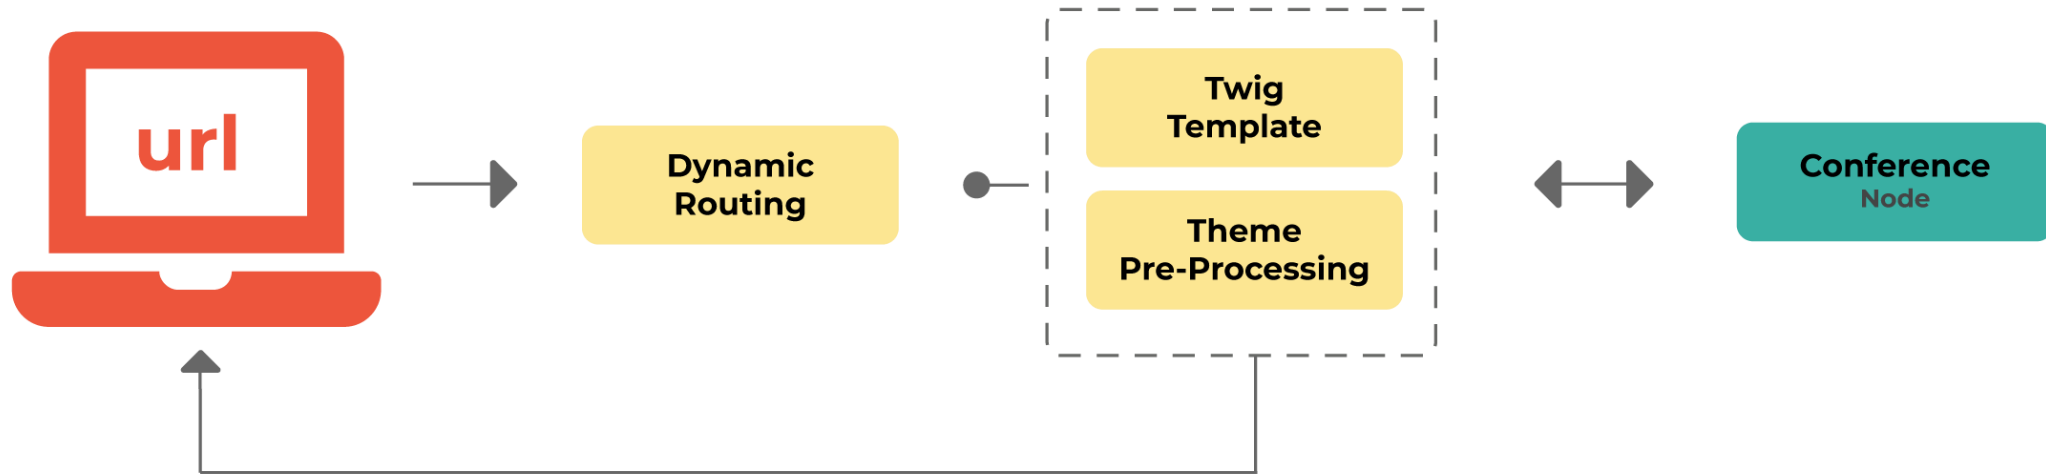 url
Dynamic
Routing
Twig
Template
Theme
Pre-Processing
Conference
Node